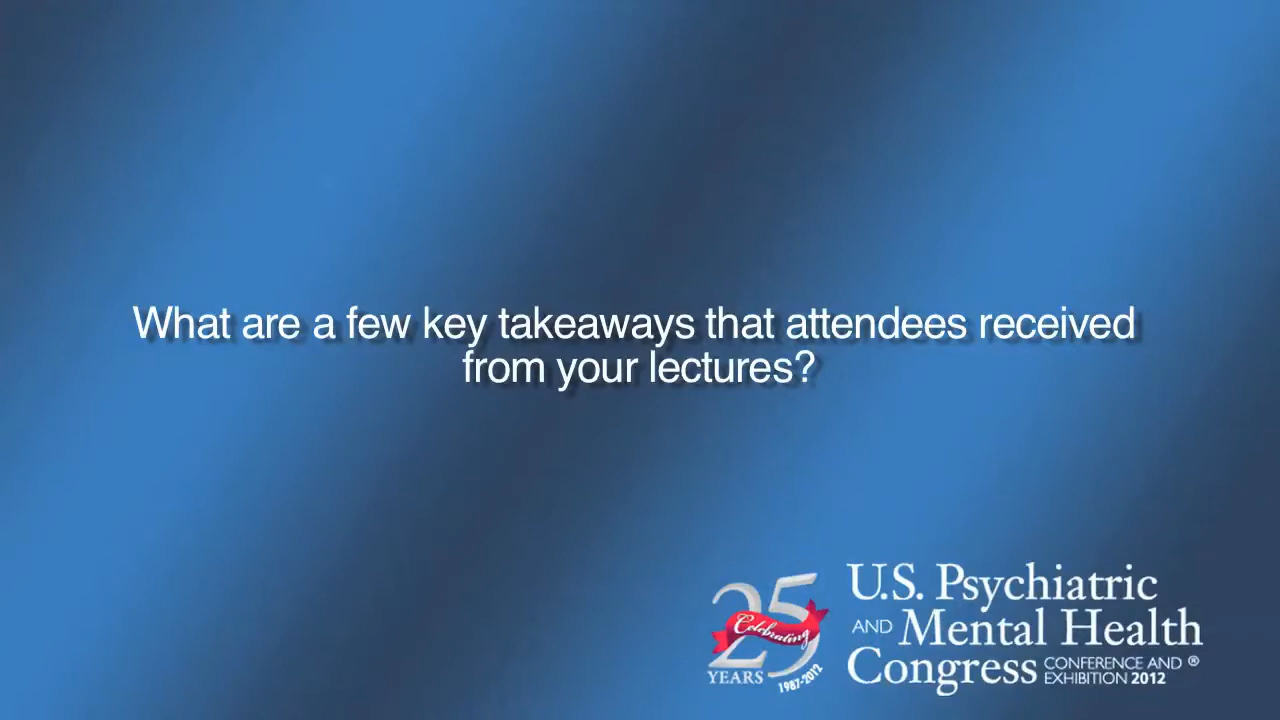 What are a few key takeaways that attendees received
from your lectures?
25
Celebrating
YEARS
1987-2012
U.S. Psychiatric
AND Mental Health
Congress CONFERENCE AND ®
EXHIBITION 2012